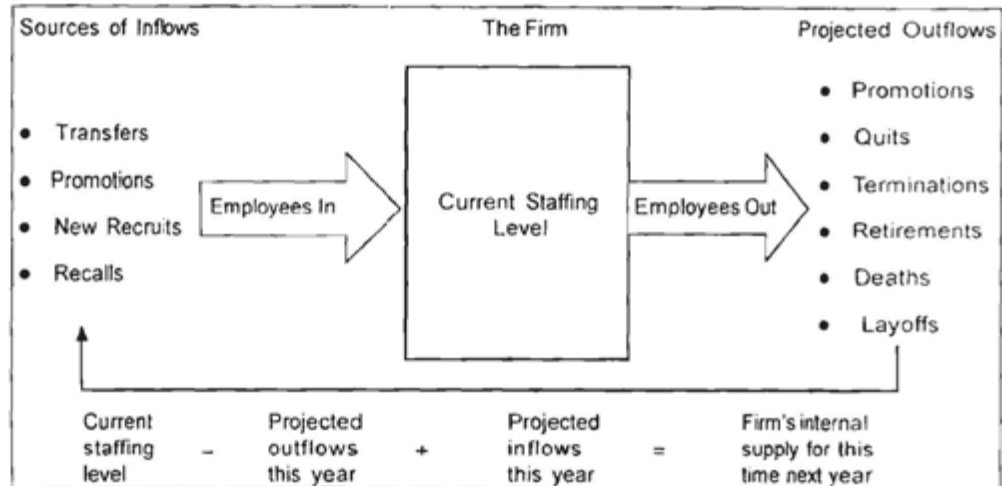 Sources of Inflows
The Firm
Projected Outflows
• Transfers
• Promotions
• New Recruits
• Recalls
Employees In
Current Staffing
Level
Employees Out
• Promotions
• Quits
• Terminations
• Retirements
• Deaths
• Layoffs
Current
staffing
level
–
Projected
outflows
this year
+
Projected
inflows
this year
=
Firm's internal
supply for this
time next year